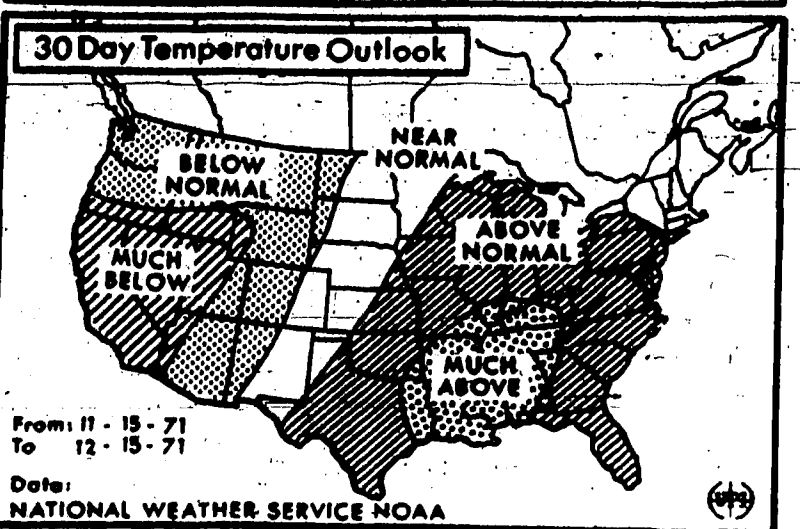 30 Day Temperature Outlook
NEAR
NORMAL
BELOW
NORMAL
ABOVE
NORMAL
MUCH
BELOW
MUCH
ABOVE
From: 11 - 15 - 71
To 12 - 15 - 71
Data:
NATIONAL WEATHER SERVICE NOAA